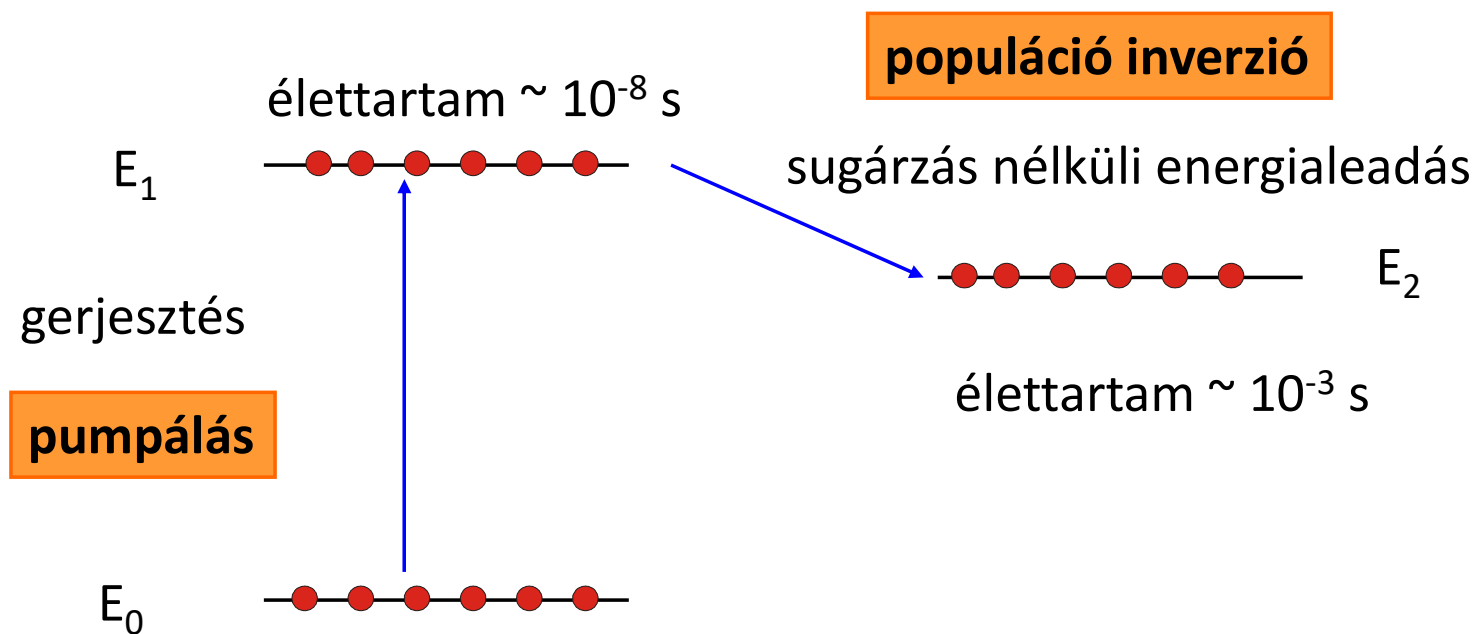 populáció inverzió
élettartam ~ 10⁻⁸ s
E₁
sugárzás nélküli energialeadás
E₂
gerjesztés
élettartam ~ 10⁻³ s
pumpálás
E₀